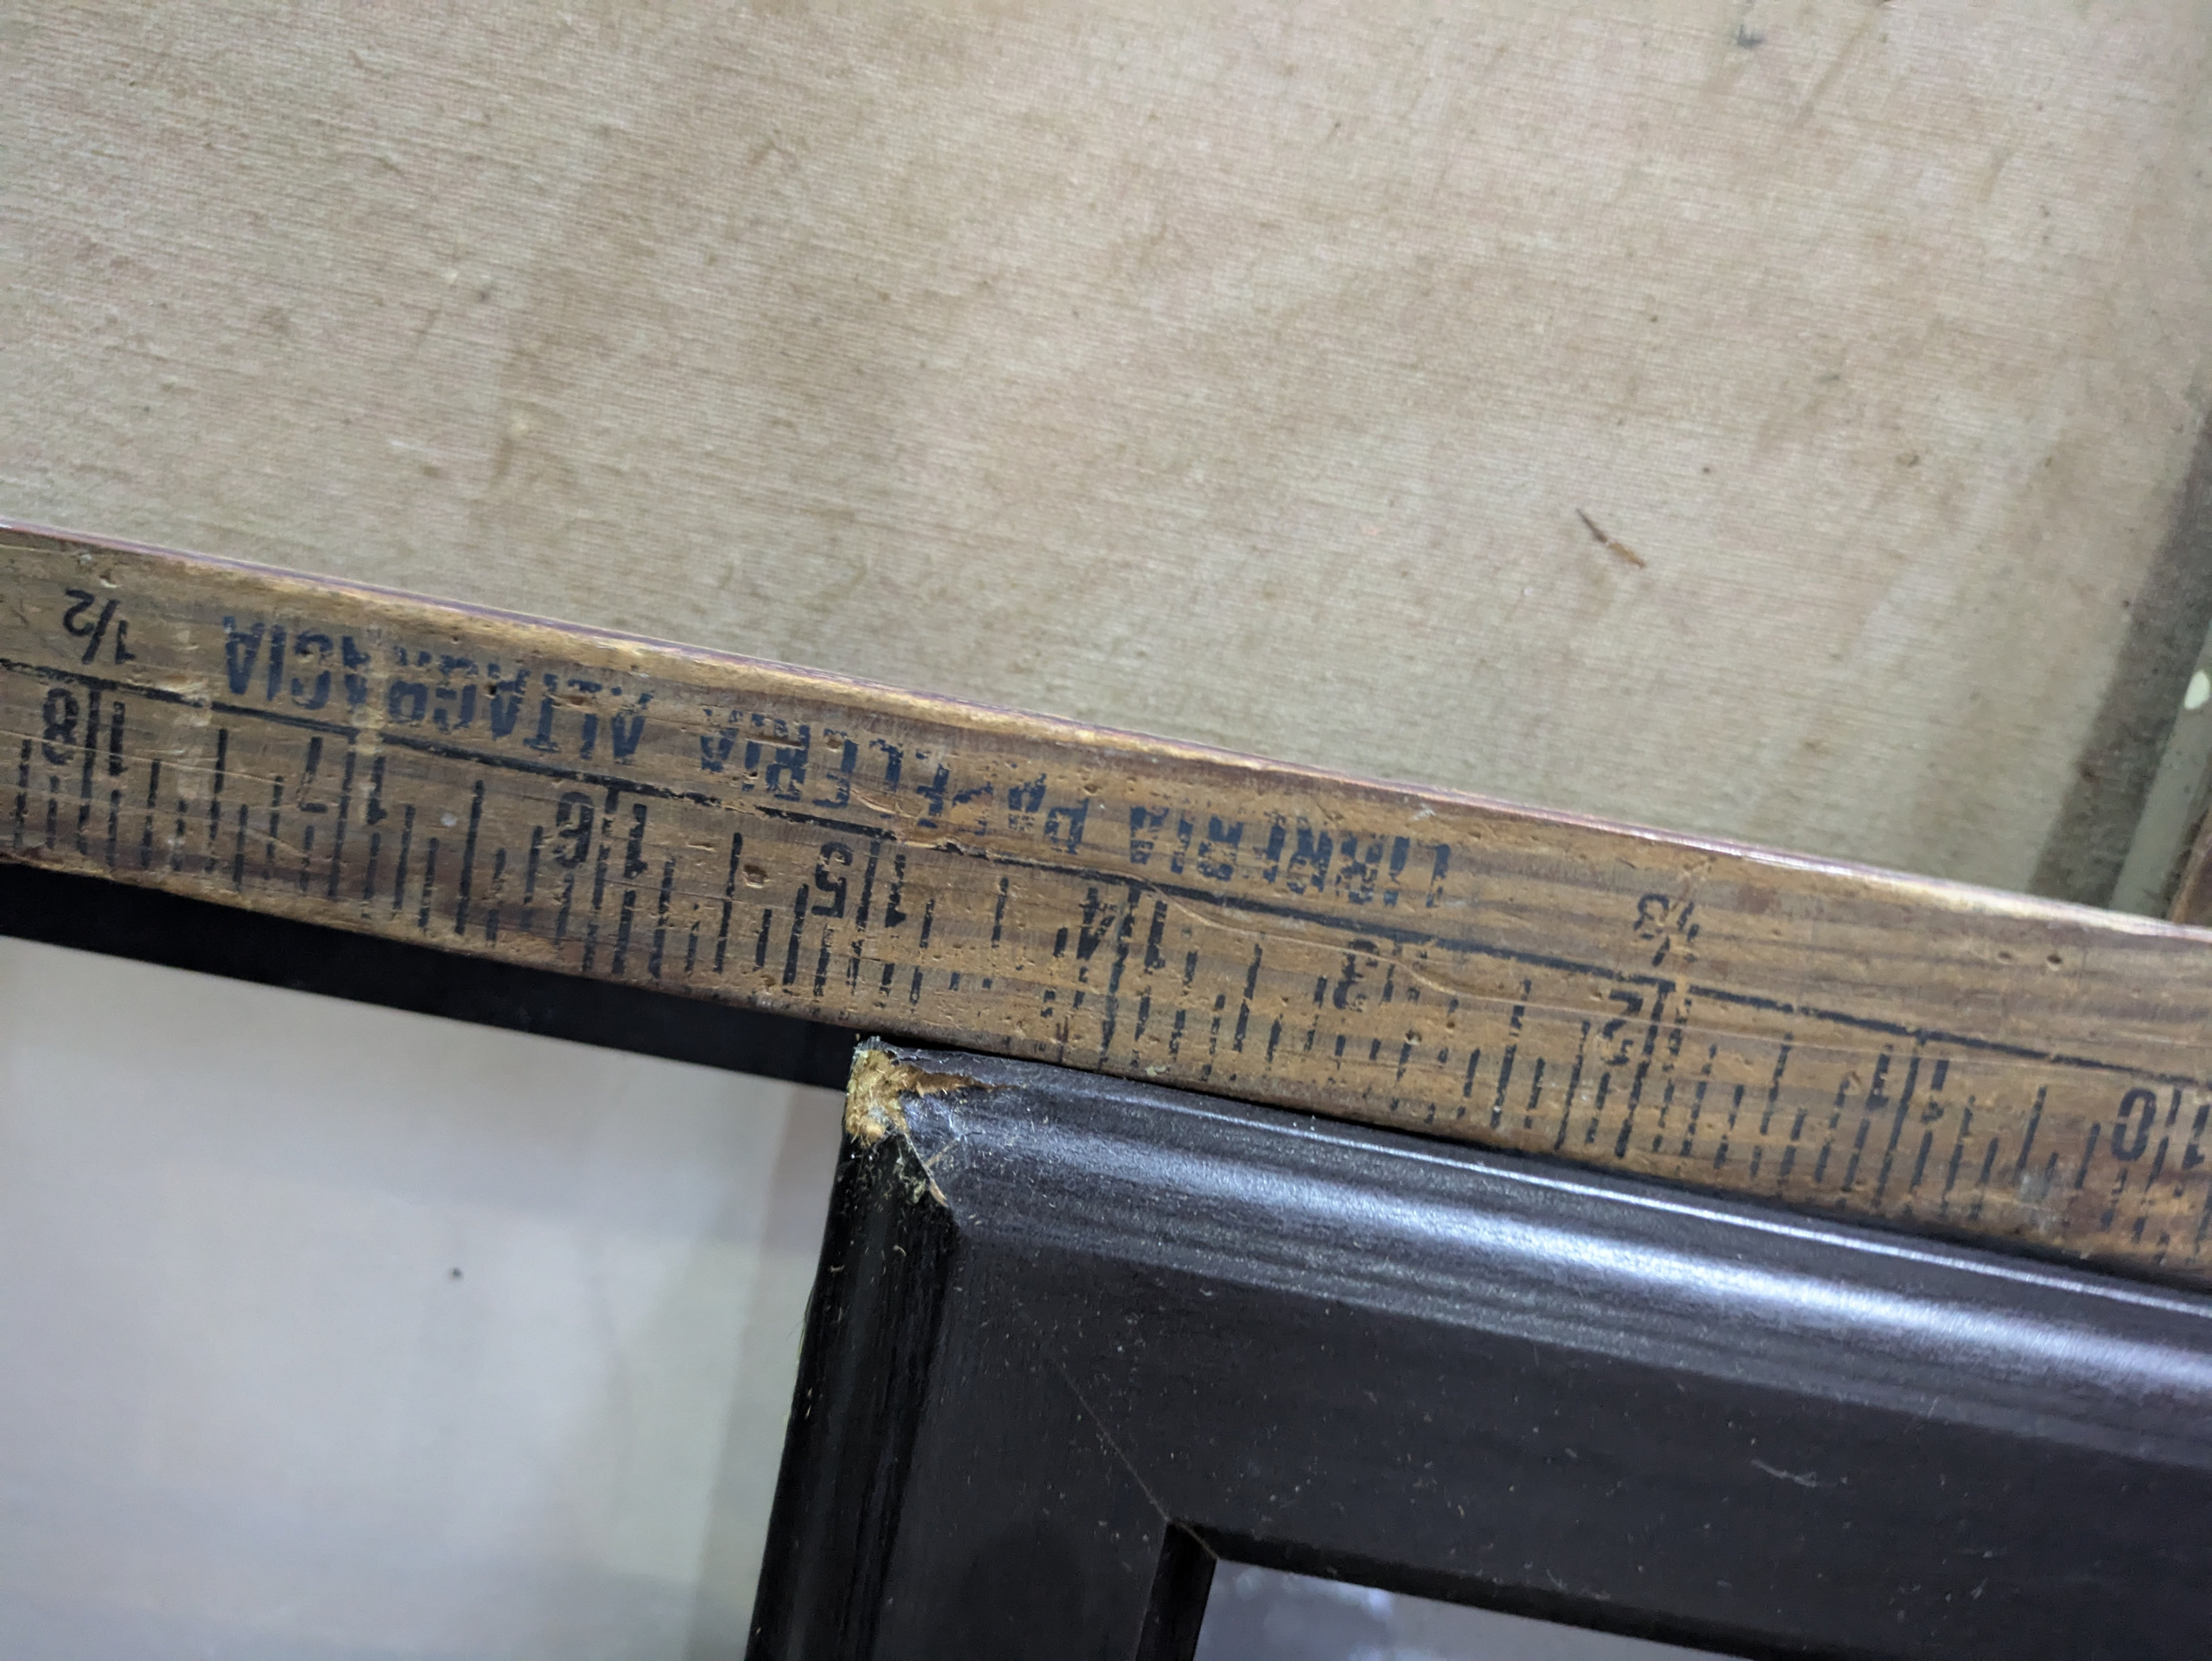 1/3 LIBRERIA PAPELERIA ALTAGRACIA 1/2
10 11 12 13 14 15 16 17 18